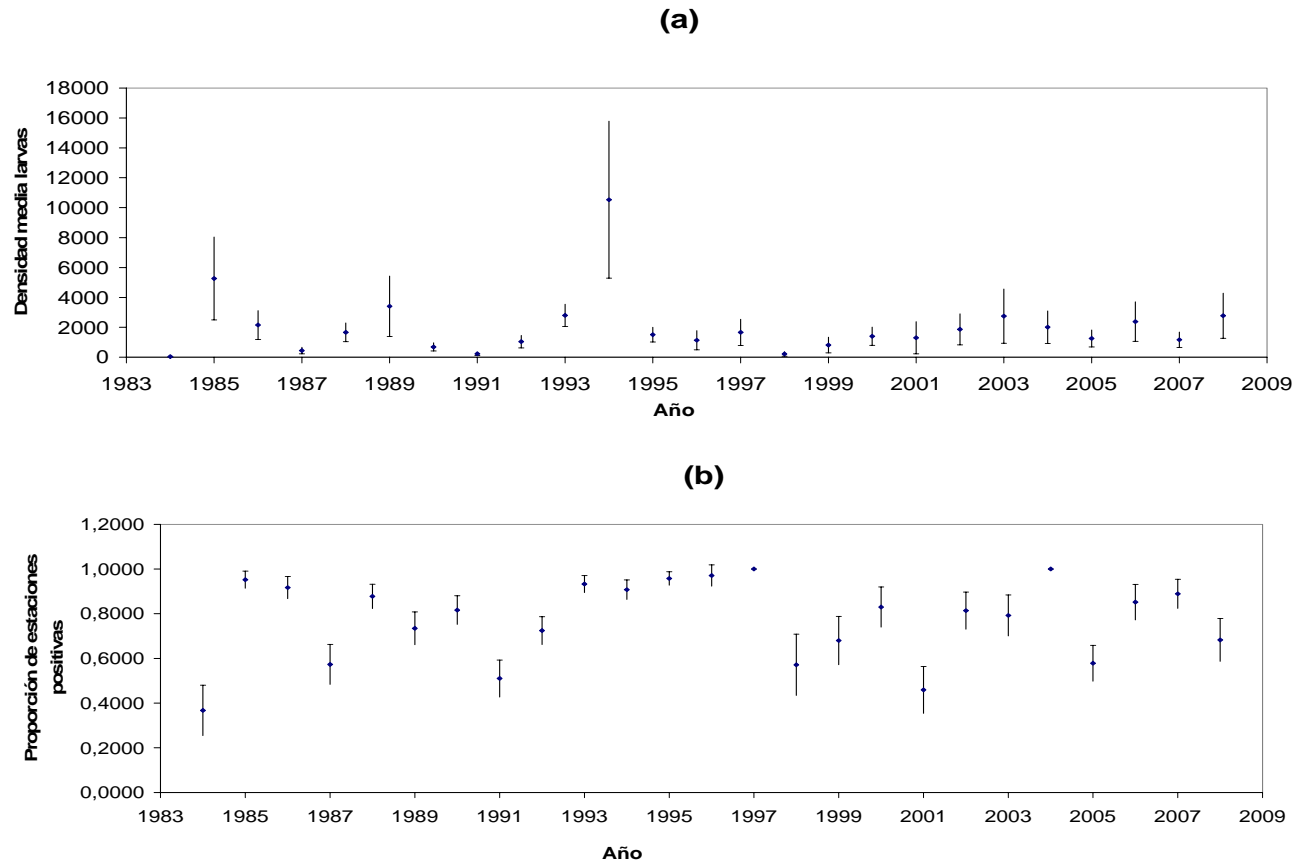 (a)
18000
16000
14000
12000
10000
8000
6000
4000
2000
0
Densidad media larvas
1983 1985 1987 1989 1991 1993 1995 1997 1999 2001 2003 2005 2007 2009
Año
(b)
1,2000
1,0000
0,8000
0,6000
0,4000
0,2000
0,0000
Proporción de estaciones
positivas
1983 1985 1987 1989 1991 1993 1995 1997 1999 2001 2003 2005 2007 2009
Año